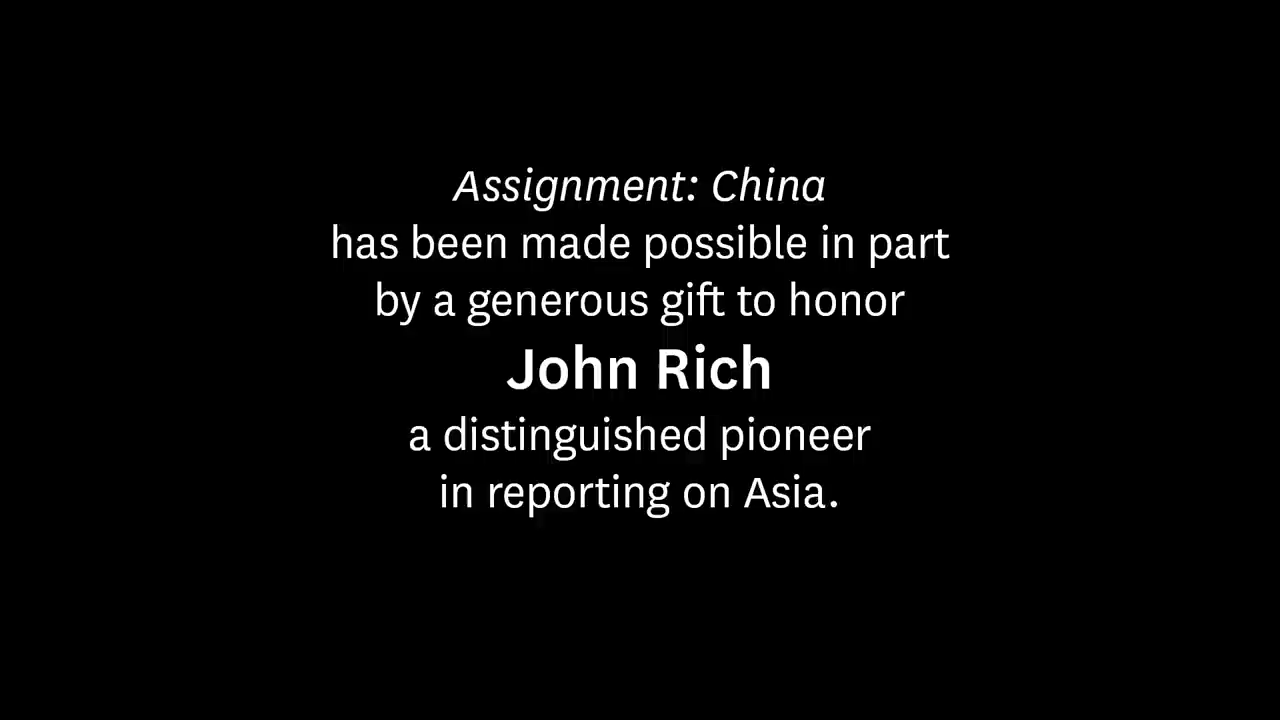 Assignment: China
has been made possible in part
by a generous gift to honor
John Rich
a distinguished pioneer
in reporting on Asia.